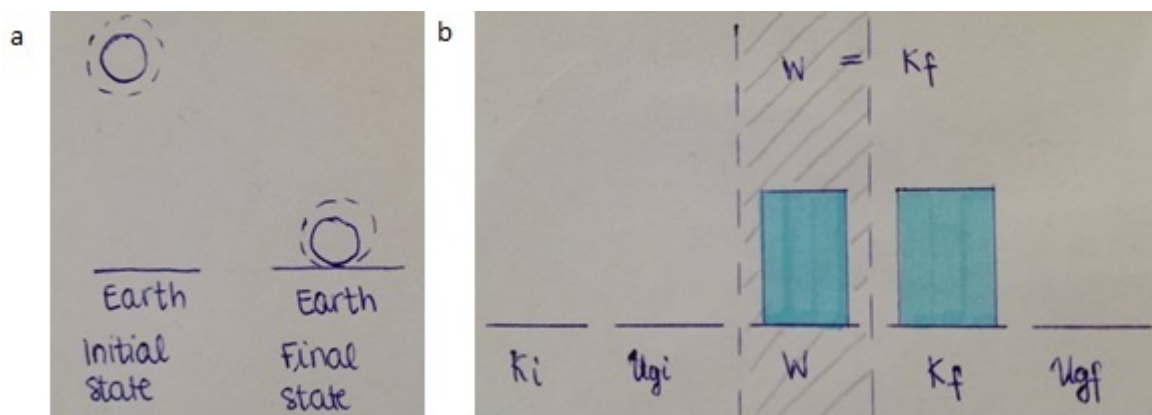 a
Earth
Initial
state
Earth
Final
state
b
W = Kf
Ki
Ugi
W
Kf
Ugf